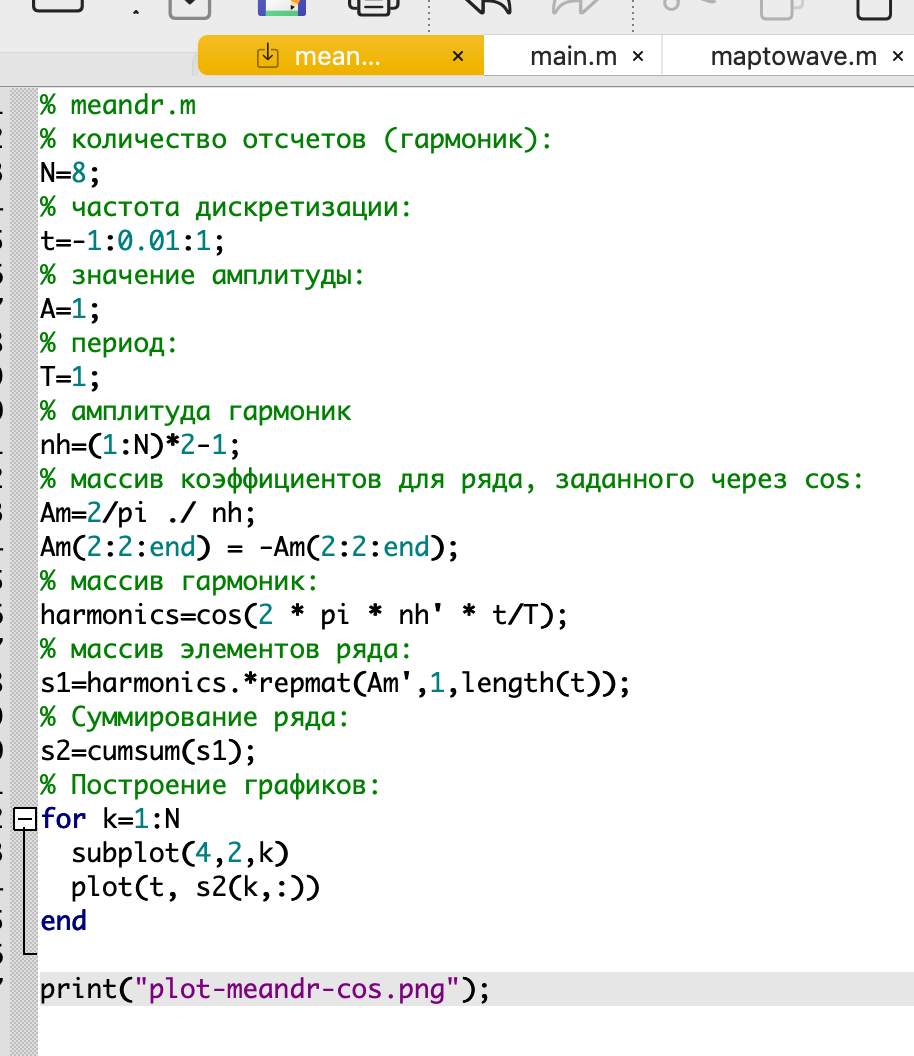 mean...
main.m
maptowave.m
% meandr.m
% количество отсчетов (гармоник):
N=8;
% частота дискретизации:
t=-1:0.01:1;
% значение амплитуды:
A=1;
% период:
T=1;
% амплитуда гармоник
nh=(1:N)*2-1;
% массив коэффициентов для ряда, заданного через cos:
Am=2/pi ./ nh;
Am(2:2:end) = -Am(2:2:end);
% массив гармоник:
harmonics=cos(2 * pi * nh' * t/T);
% массив элементов ряда:
s1=harmonics.*repmat(Am',1,length(t));
% Суммирование ряда:
s2=cumsum(s1);
% Построение графиков:
for k=1:N
subplot(4,2,k)
plot(t, s2(k,:))
end
print("plot-meandr-cos.png");